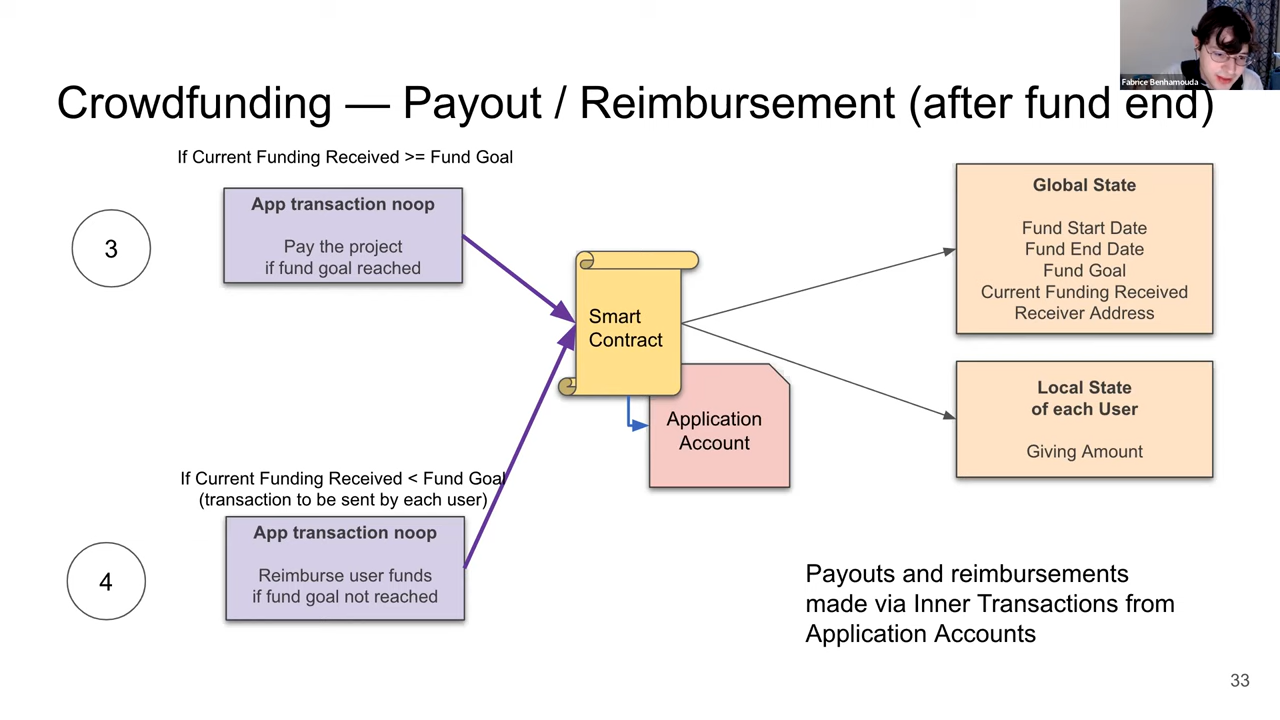 Fabrice Benhamouda
Crowdfunding — Payout / Reimbursement (after fund end)
If Current Funding Received >= Fund Goal
3
App transaction noop
Pay the project
if fund goal reached
Smart
Contract
Application
Account
Global State
Fund Start Date
Fund End Date
Fund Goal
Current Funding Received
Receiver Address
Local State
of each User
Giving Amount
If Current Funding Received < Fund Goal
(transaction to be sent by each user)
4
App transaction noop
Reimburse user funds
if fund goal not reached
Payouts and reimbursements
made via Inner Transactions from
Application Accounts
33